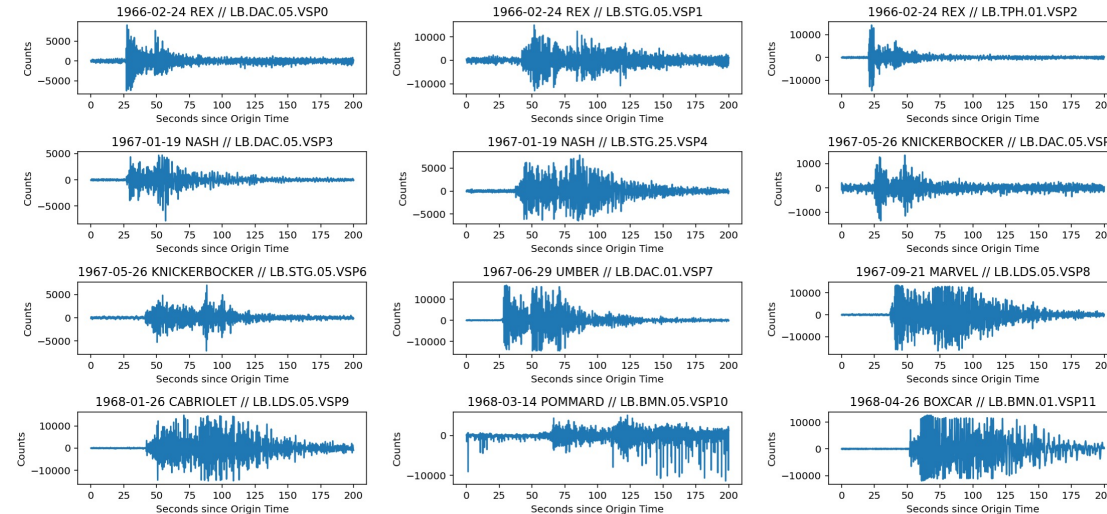 1966-02-24 REX // LB.DAC.05.VSP0
1966-02-24 REX // LB.STG.05.VSP1
1966-02-24 REX // LB.TPH.01.VSP2
Counts
5000
0
−5000
0 25 50 75 100 125 150 175 200
Seconds since Origin Time
Counts
10000
0
−10000
0 25 50 75 100 125 150 175 200
Seconds since Origin Time
Counts
10000
0
−10000
0 25 50 75 100 125 150 175 200
Seconds since Origin Time
1967-01-19 NASH // LB.DAC.05.VSP3
1967-01-19 NASH // LB.STG.25.VSP4
1967-05-26 KNICKERBOCKER // LB.DAC.05.VSP
Counts
5000
0
−5000
0 25 50 75 100 125 150 175 200
Seconds since Origin Time
Counts
5000
0
−5000
0 25 50 75 100 125 150 175 200
Seconds since Origin Time
Counts
1000
0
−1000
0 25 50 75 100 125 150 175 200
Seconds since Origin Time
1967-05-26 KNICKERBOCKER // LB.STG.05.VSP6
1967-06-29 UMBER // LB.DAC.01.VSP7
1967-09-21 MARVEL // LB.LDS.05.VSP8
Counts
5000
0
−5000
0 25 50 75 100 125 150 175 200
Seconds since Origin Time
Counts
10000
0
−10000
0 25 50 75 100 125 150 175 200
Seconds since Origin Time
Counts
10000
0
−10000
0 25 50 75 100 125 150 175 200
Seconds since Origin Time
1968-01-26 CABRIOLET // LB.LDS.05.VSP9
1968-03-14 POMMARD // LB.BMN.05.VSP10
1968-04-26 BOXCAR // LB.BMN.01.VSP11
Counts
10000
0
−10000
0 25 50 75 100 125 150 175 200
Seconds since Origin Time
Counts
0
−10000
0 25 50 75 100 125 150 175 200
Seconds since Origin Time
Counts
10000
0
−10000
0 25 50 75 100 125 150 175 200
Seconds since Origin Time